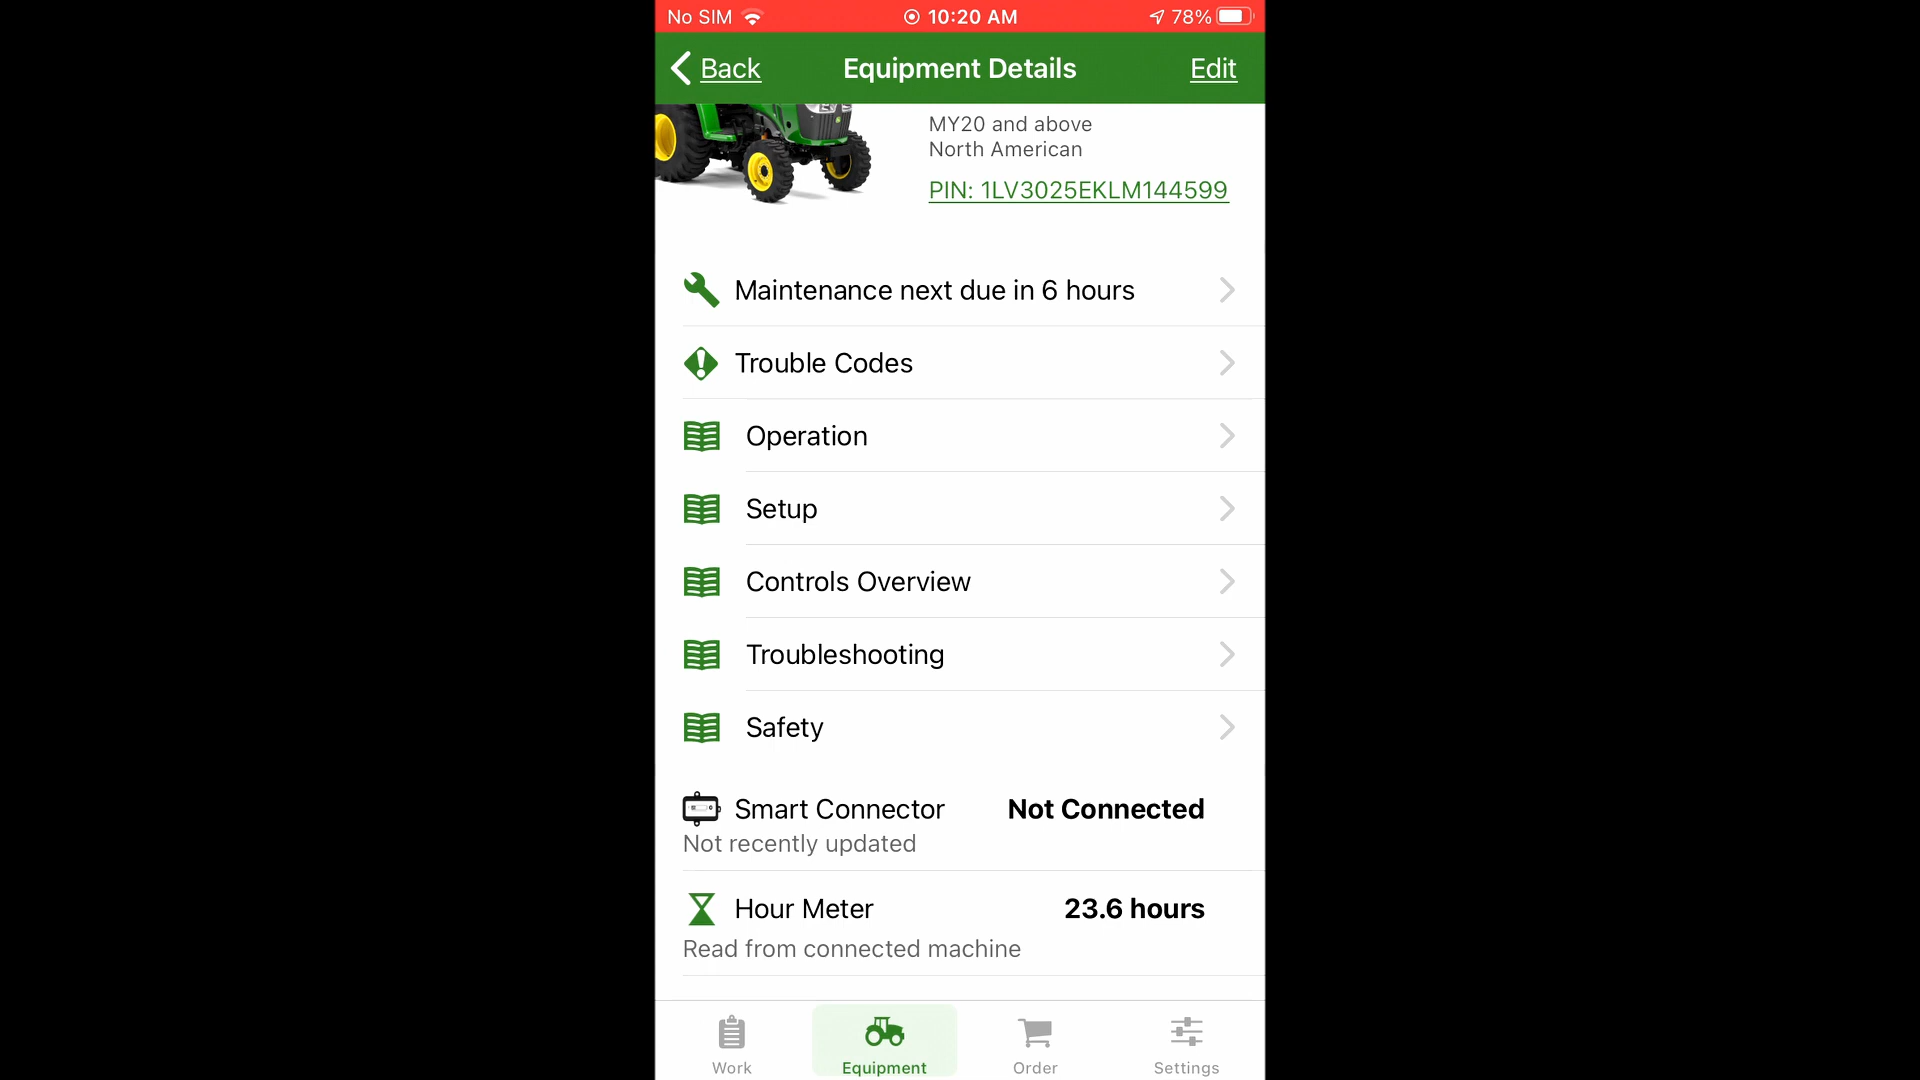 No SIM 10:20 AM 78%
Back Equipment Details Edit
MY20 and above
North American
PIN: 1LV3025EKLM144599
Maintenance next due in 6 hours
Trouble Codes
Operation
Setup
Controls Overview
Troubleshooting
Safety
Smart Connector Not Connected
Not recently updated
Hour Meter 23.6 hours
Read from connected machine
Work Equipment Order Settings